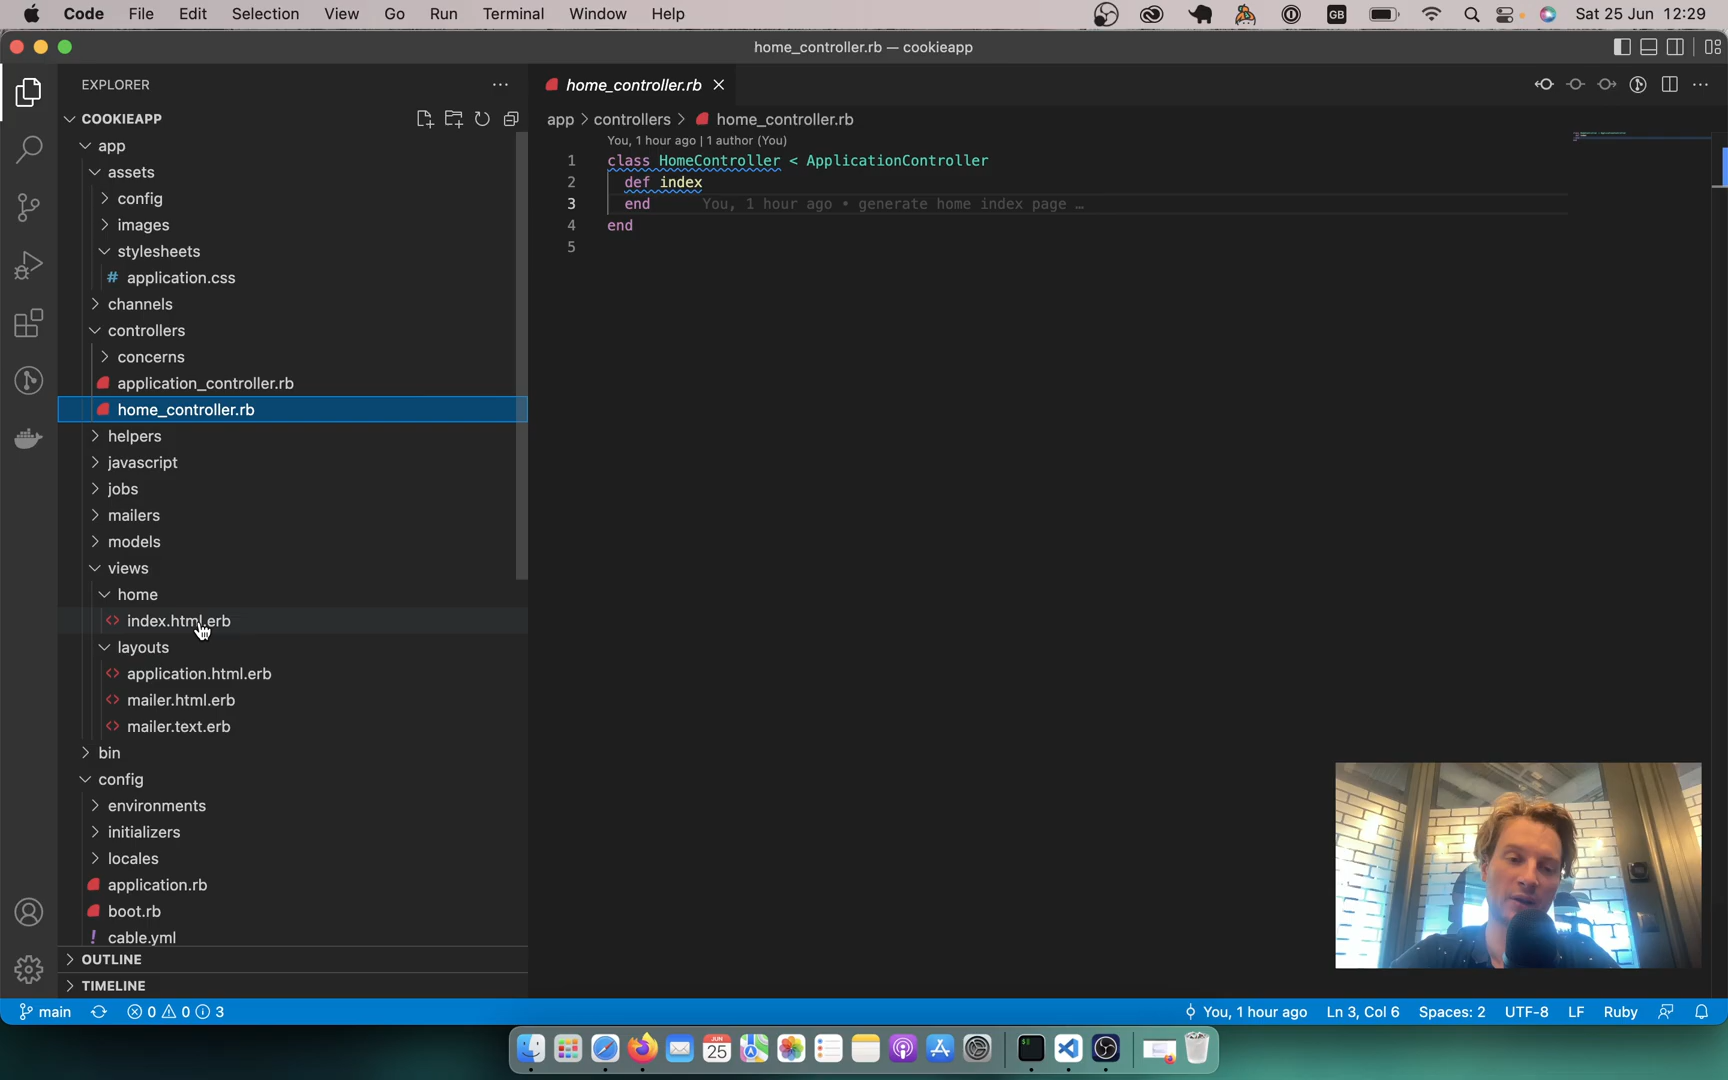 Code File Edit Selection View Go Run Terminal Window Help GB Sat 25 Jun 12:29
home_controller.rb — cookieapp
EXPLORER
COOKIEAPP
app
assets
config
images
stylesheets
# application.css
channels
controllers
concerns
application_controller.rb
home_controller.rb
helpers
javascript
jobs
mailers
models
views
home
<> index.html.erb
layouts
<> application.html.erb
<> mailer.html.erb
<> mailer.text.erb
bin
config
environments
initializers
locales
application.rb
boot.rb
! cable.yml
OUTLINE
TIMELINE
home_controller.rb
app > controllers > home_controller.rb
You, 1 hour ago | 1 author (You)
1 class HomeController < ApplicationController
2 def index
3 end You, 1 hour ago • generate home index page …
4 end
5
main 0 0 3 You, 1 hour ago Ln 3, Col 6 Spaces: 2 UTF-8 LF Ruby
JUN
25